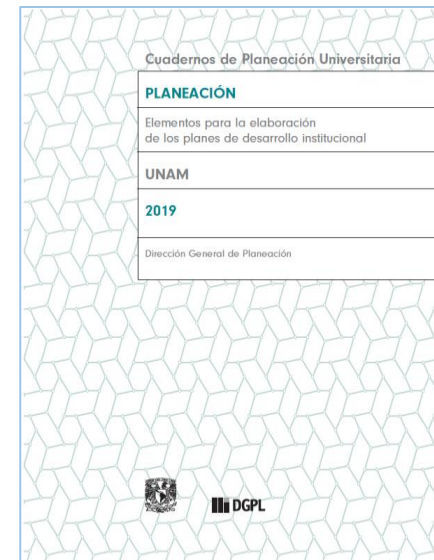 Cuadernos de Planeación Universitaria
PLANEACIÓN
Elementos para la elaboración
de los planes de desarrollo institucional
UNAM
2019
Dirección General de Planeación
DGPL